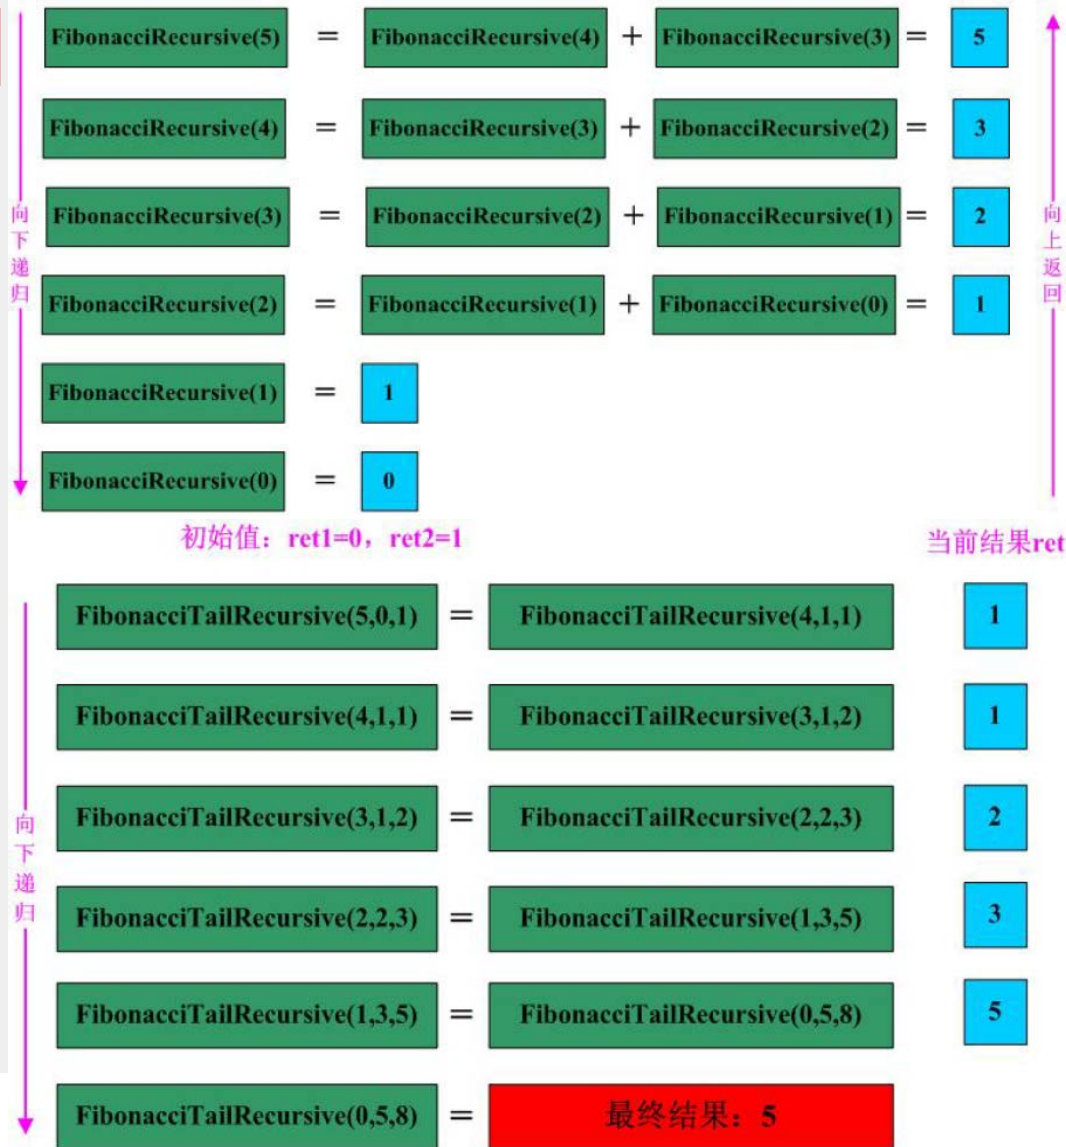 FibonacciRecursive(5) = FibonacciRecursive(4) + FibonacciRecursive(3) = 5
FibonacciRecursive(4) = FibonacciRecursive(3) + FibonacciRecursive(2) = 3
FibonacciRecursive(3) = FibonacciRecursive(2) + FibonacciRecursive(1) = 2
FibonacciRecursive(2) = FibonacciRecursive(1) + FibonacciRecursive(0) = 1
FibonacciRecursive(1) = 1
FibonacciRecursive(0) = 0
向下递归
向上返回
初始值：ret1=0，ret2=1
当前结果ret
FibonacciTailRecursive(5,0,1) = FibonacciTailRecursive(4,1,1) 1
FibonacciTailRecursive(4,1,1) = FibonacciTailRecursive(3,1,2) 1
FibonacciTailRecursive(3,1,2) = FibonacciTailRecursive(2,2,3) 2
FibonacciTailRecursive(2,2,3) = FibonacciTailRecursive(1,3,5) 3
FibonacciTailRecursive(1,3,5) = FibonacciTailRecursive(0,5,8) 5
FibonacciTailRecursive(0,5,8) = 最终结果：5
向下递归